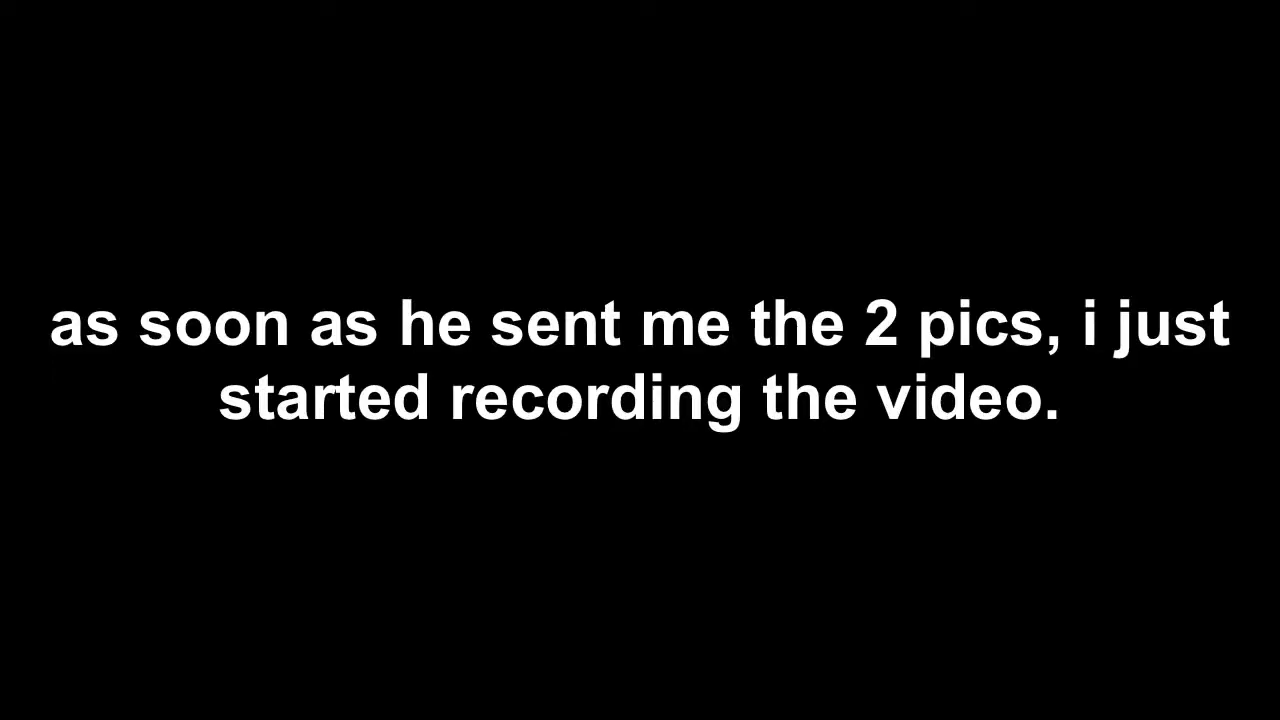 as soon as he sent me the 2 pics, i just
started recording the video.